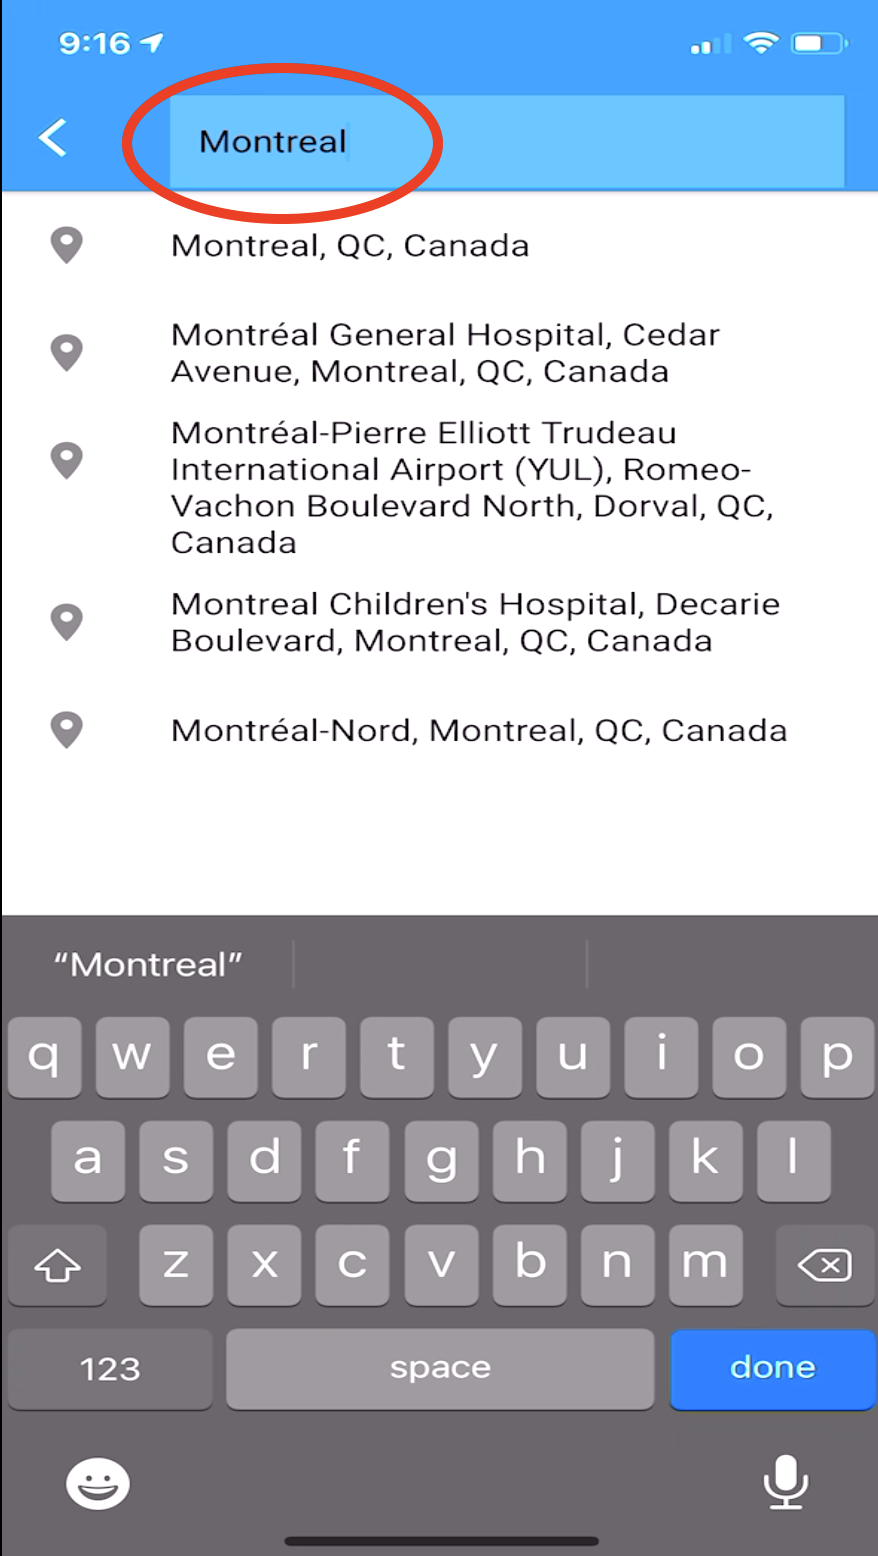 9:16
Montreal
Montreal, QC, Canada
Montréal General Hospital, Cedar
Avenue, Montreal, QC, Canada
Montréal-Pierre Elliott Trudeau
International Airport (YUL), Romeo-
Vachon Boulevard North, Dorval, QC,
Canada
Montreal Children's Hospital, Decarie
Boulevard, Montreal, QC, Canada
Montréal-Nord, Montreal, QC, Canada
“Montreal”
q w e r t y u i o p
a s d f g h j k l
z x c v b n m
123 space done